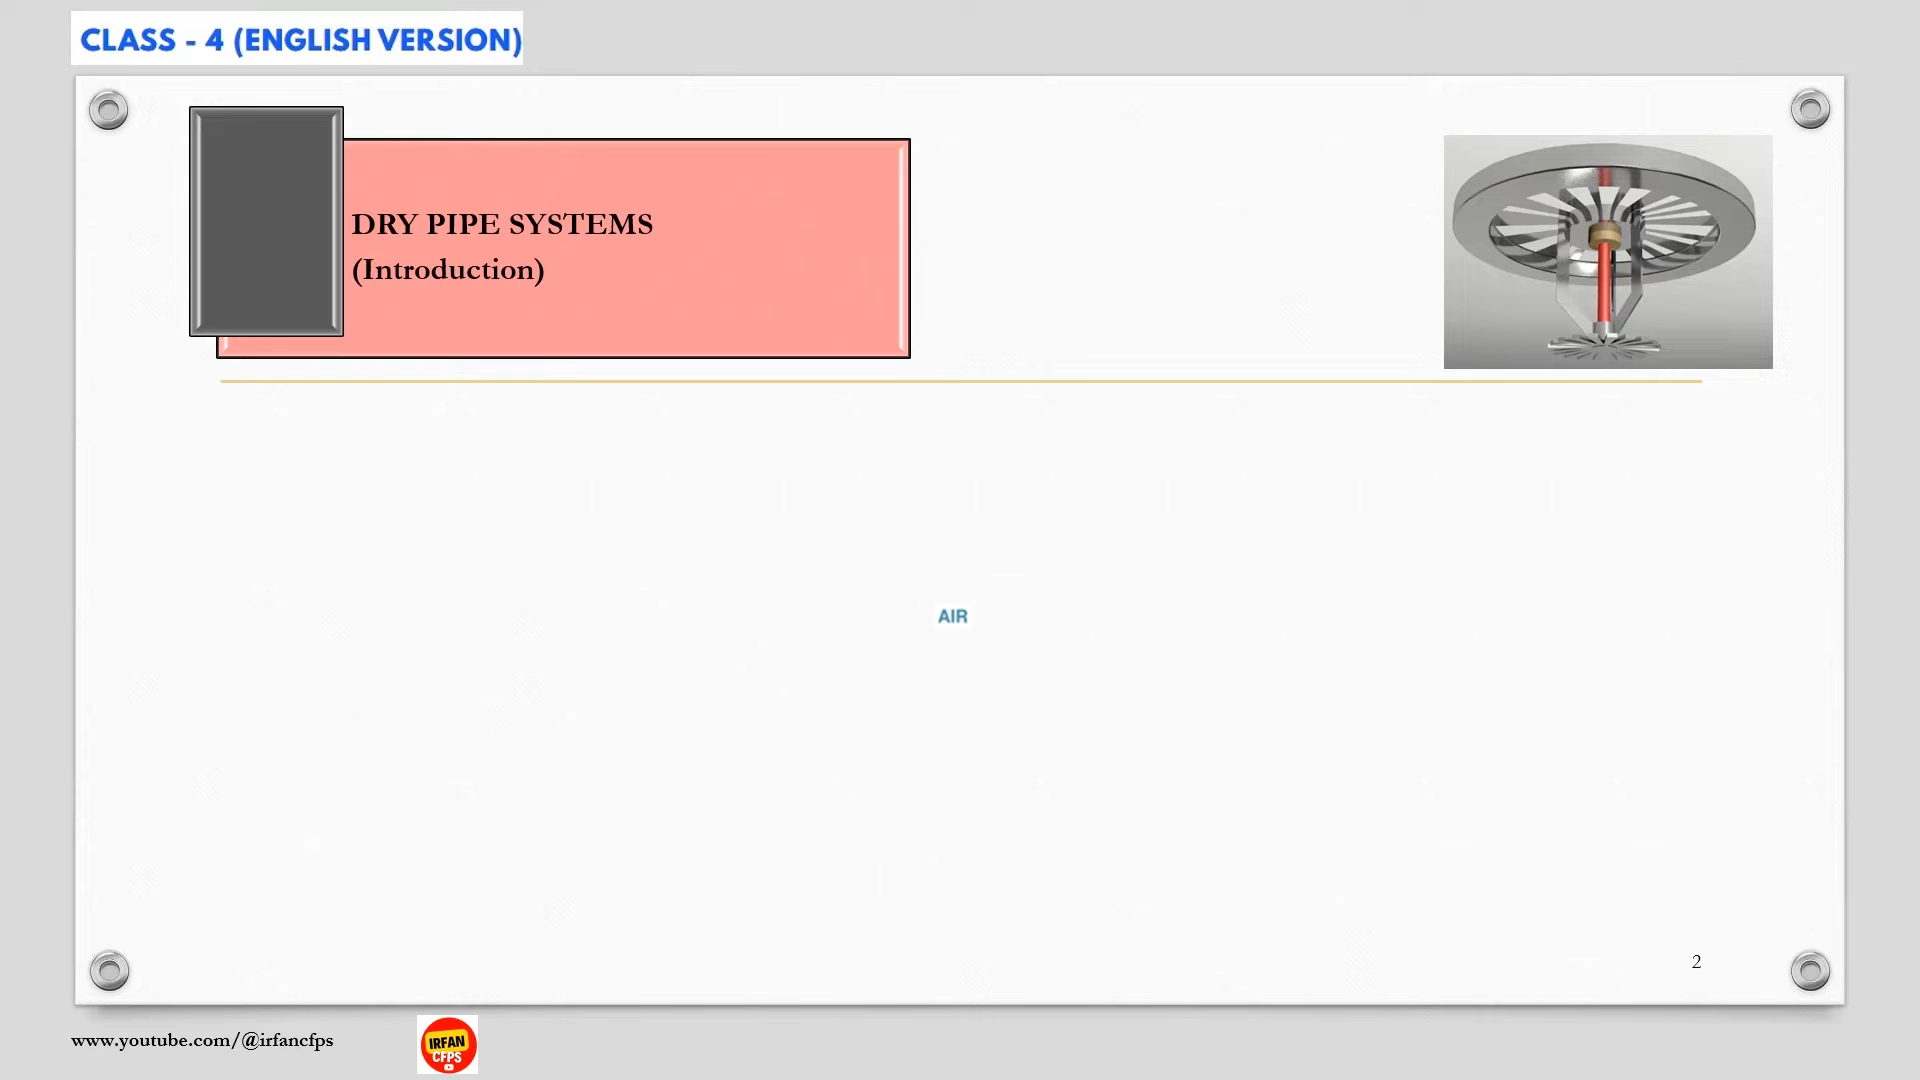 CLASS - 4 (ENGLISH VERSION)
DRY PIPE SYSTEMS
(Introduction)
AIR
2
www.youtube.com/@irfancfps
IRFAN
CFPS